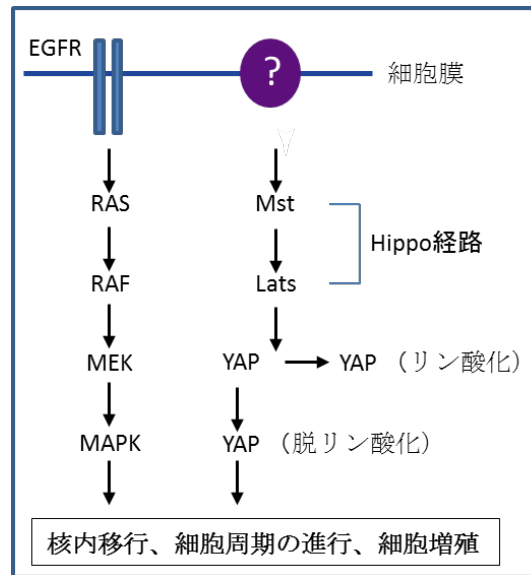 EGFR
?
細胞膜
RAS
Mst
Hippo経路
RAF
Lats
MEK
YAP
YAP （リン酸化）
MAPK
YAP （脱リン酸化）
核内移行、細胞周期の進行、細胞増殖